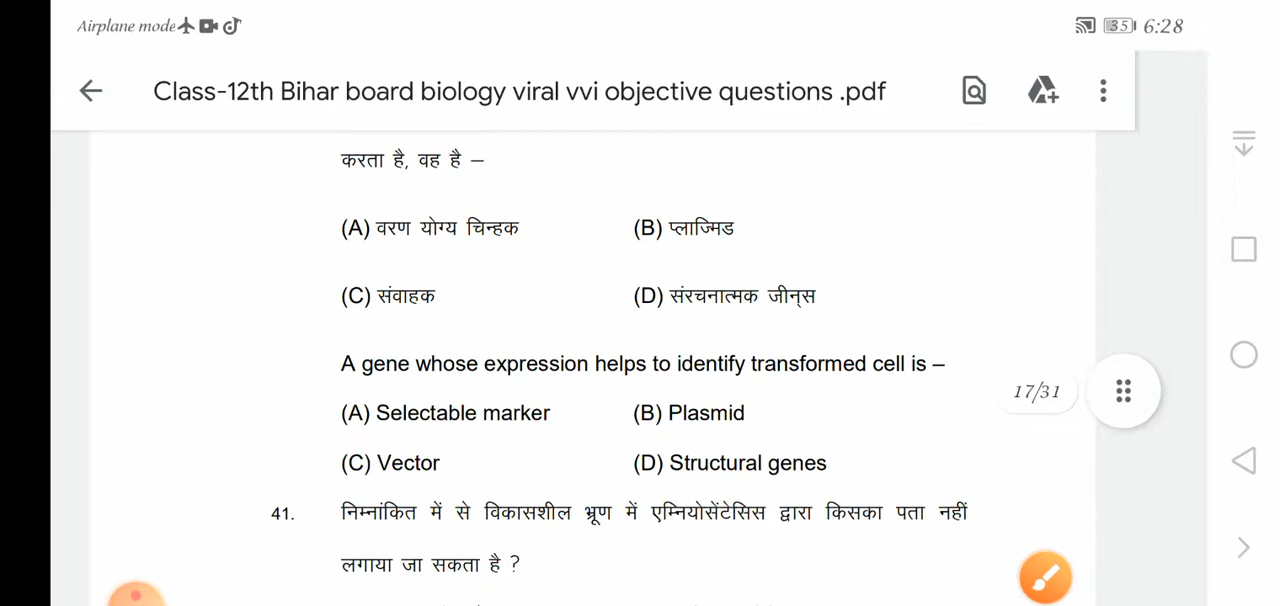 Airplane mode 35 6:28
Class-12th Bihar board biology viral vvi objective questions .pdf
करता है, वह है –
(A) वरण योग्य चिन्हक (B) प्लाज्मिड
(C) संवाहक (D) संरचनात्मक जीन्स
A gene whose expression helps to identify transformed cell is –
17/31
(A) Selectable marker (B) Plasmid
(C) Vector (D) Structural genes
41. निम्नांकित में से विकासशील भ्रूण में एम्नियोसेंटेसिस द्वारा किसका पता नहीं
लगाया जा सकता है ?